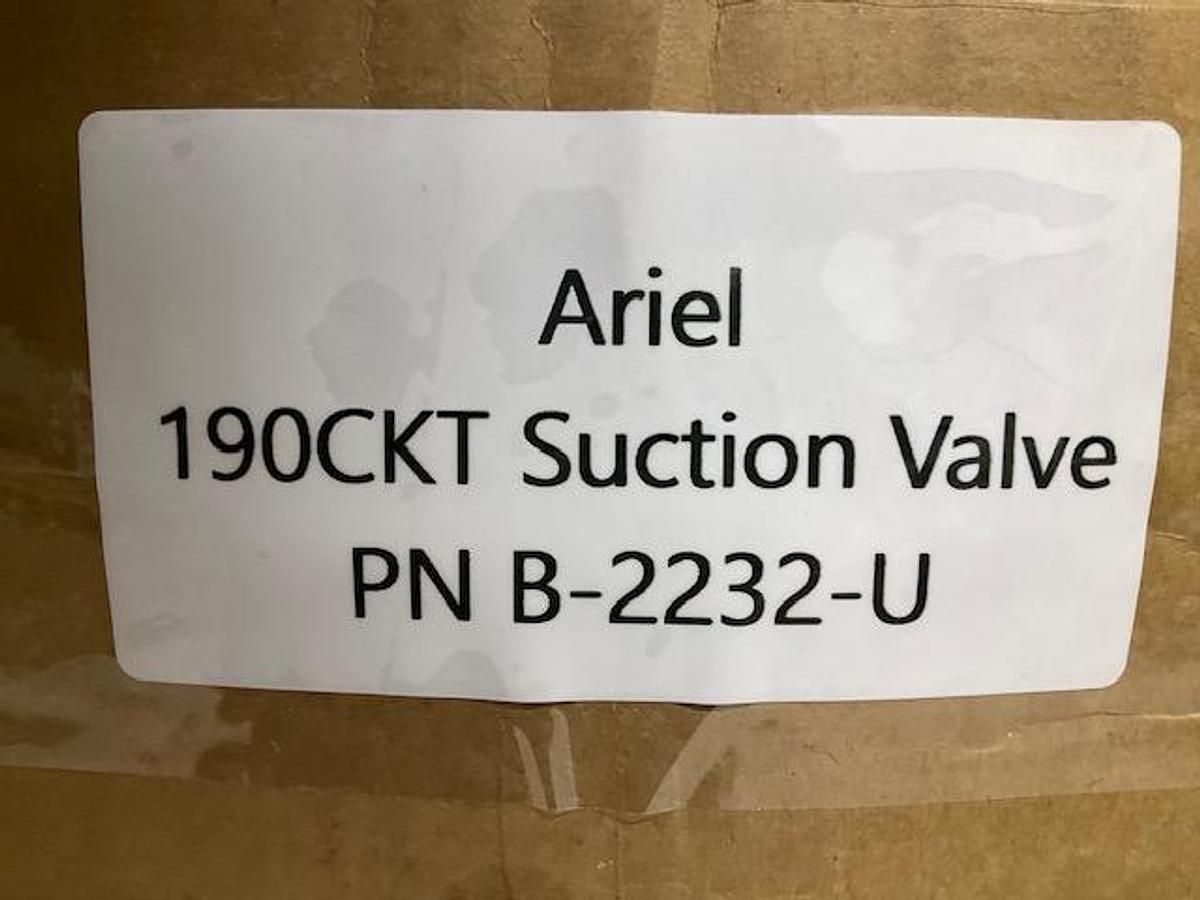 Ariel
190CKT Suction Valve
PN B-2232-U